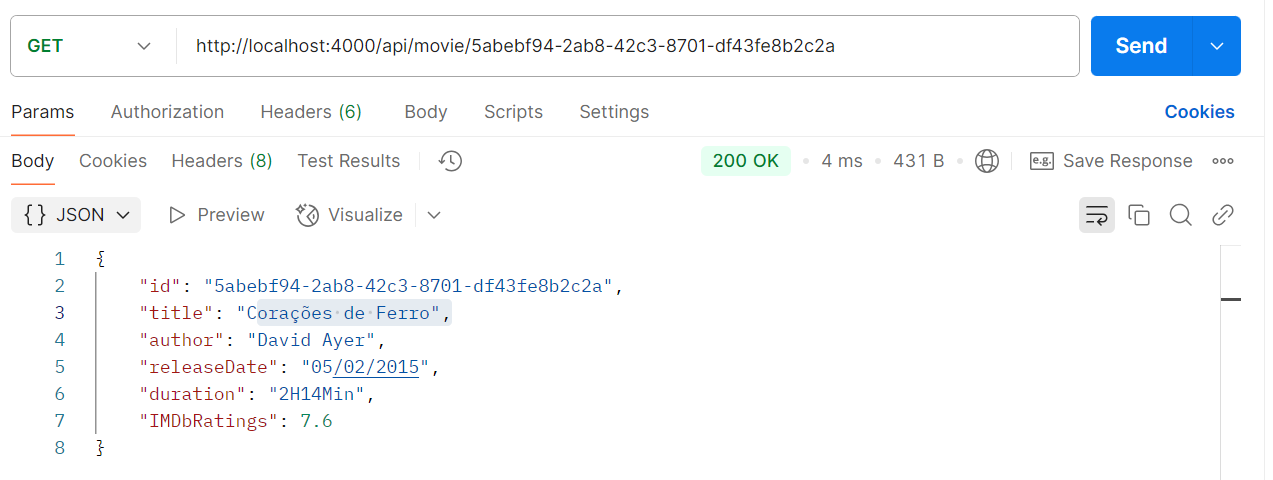 GET http://localhost:4000/api/movie/5abebf94-2ab8-42c3-8701-df43fe8b2c2a Send
Params Authorization Headers (6) Body Scripts Settings Cookies
Body Cookies Headers (8) Test Results 200 OK • 4 ms • 431 B • e.g. Save Response
{} JSON Preview Visualize
1 {
2 "id": "5abebf94-2ab8-42c3-8701-df43fe8b2c2a",
3 "title": "Corações de Ferro",
4 "author": "David Ayer",
5 "releaseDate": "05/02/2015",
6 "duration": "2H14Min",
7 "IMDbRatings": 7.6
8 }